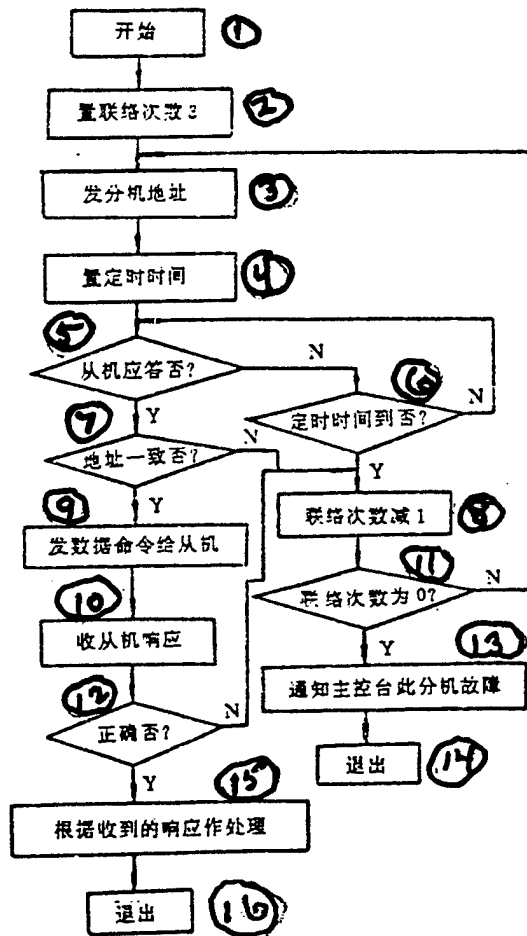 开始 ①
置联络次数3 ②
发分机地址 ③
置定时时间 ④
⑤
从机应答否? N
⑥
定时时间到否? N
⑦ Y
地址一致否? N
Y
⑨ Y
联络次数减1 ⑧
发数据命令给从机
⑩
⑪
联络次数为0? N
收从机响应
Y ⑬
⑫
通知主控台此分机故障
正确否? N
退出 ⑭
Y ⑮
根据收到的响应作处理
退出 ⑯